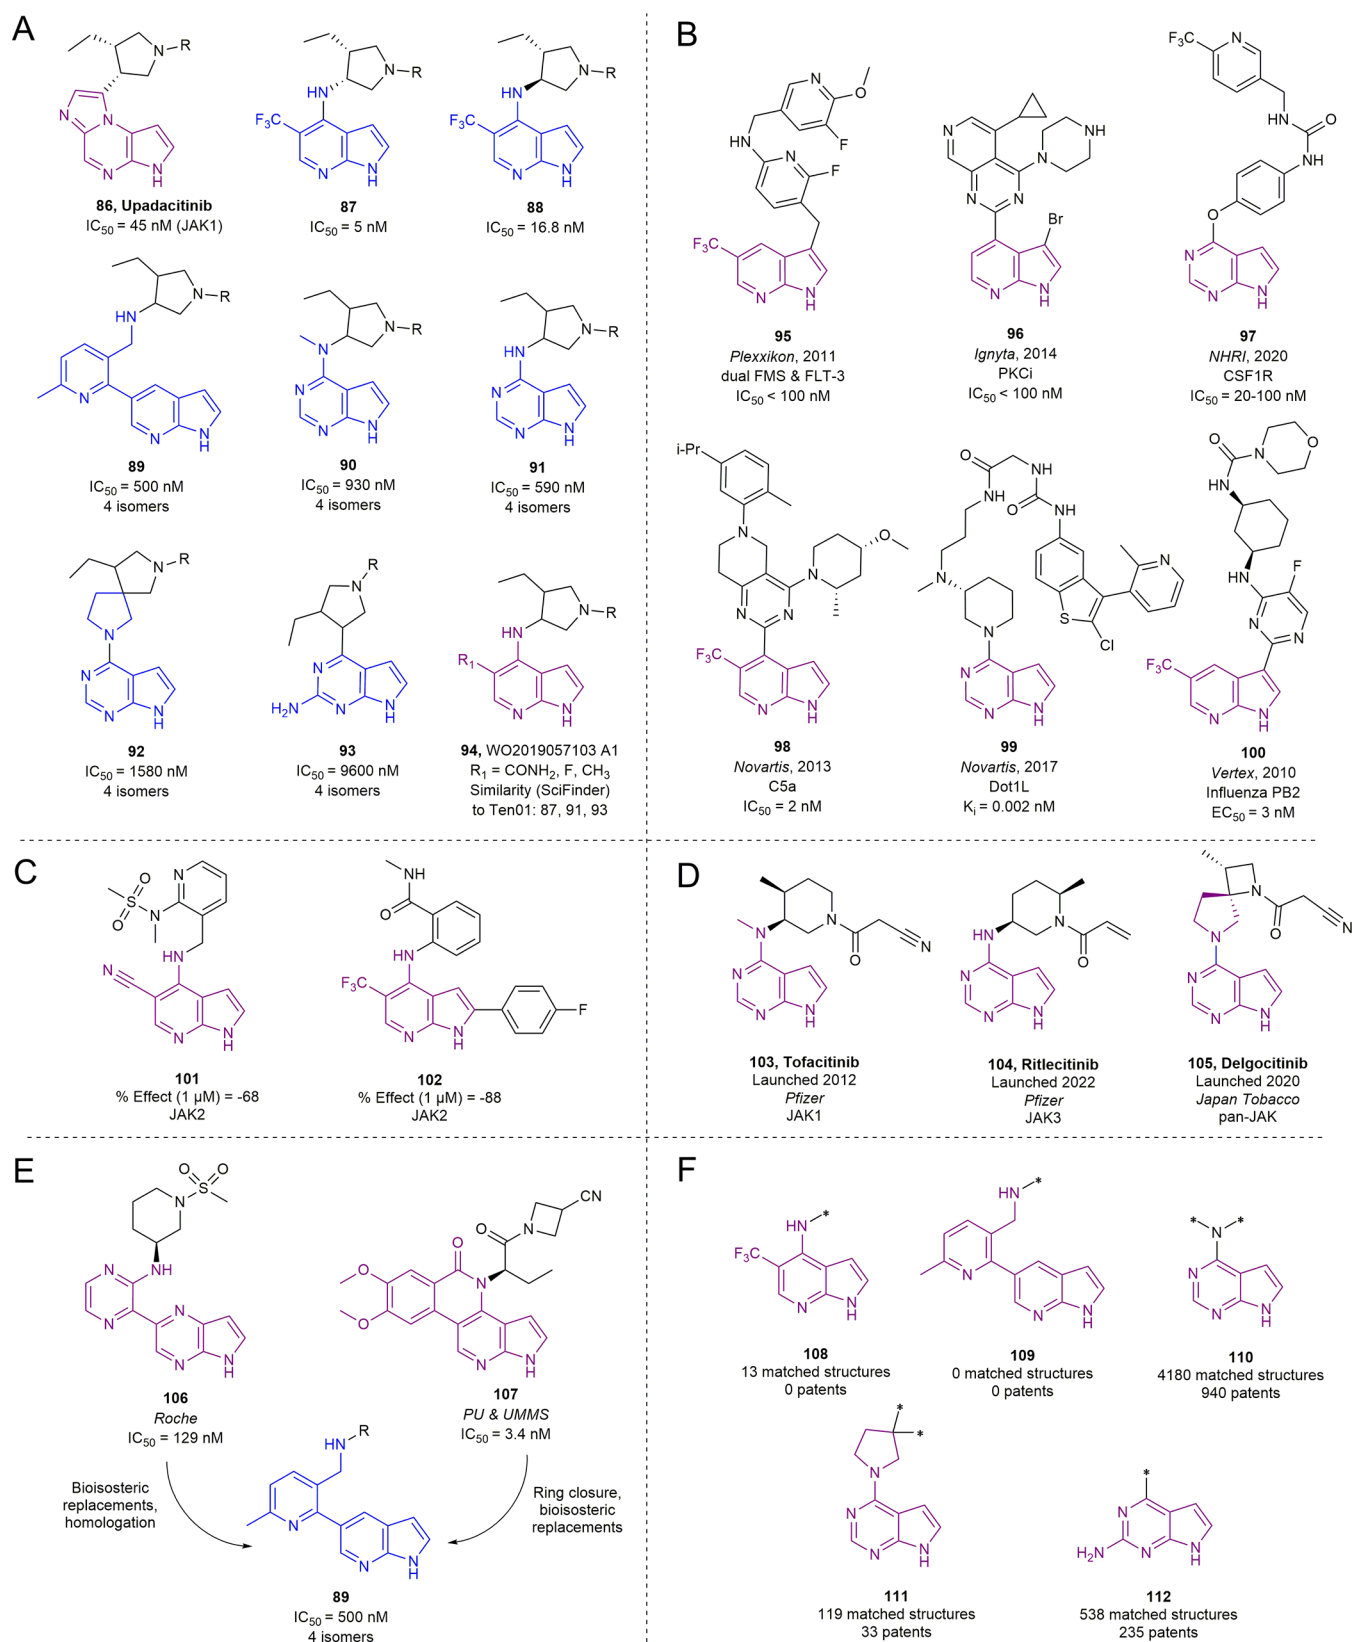 A
86, Upadacitinib
IC50 = 45 nM (JAK1)
87
IC50 = 5 nM
88
IC50 = 16.8 nM
89
IC50 = 500 nM
4 isomers
90
IC50 = 930 nM
4 isomers
91
IC50 = 590 nM
4 isomers
92
IC50 = 1580 nM
4 isomers
93
IC50 = 9600 nM
4 isomers
94, WO2019057103 A1
R1 = CONH2, F, CH3
Similarity (SciFinder)
to Ten01: 87, 91, 93
B
95
Plexxikon, 2011
dual FMS & FLT-3
IC50 < 100 nM
96
Ignyta, 2014
PKCi
IC50 < 100 nM
97
NHRI, 2020
CSF1R
IC50 = 20-100 nM
98
Novartis, 2013
C5a
IC50 = 2 nM
99
Novartis, 2017
Dot1L
Ki = 0.002 nM
100
Vertex, 2010
Influenza PB2
EC50 = 3 nM
C
101
% Effect (1 µM) = -68
JAK2
102
% Effect (1 µM) = -88
JAK2
D
103, Tofacitinib
Launched 2012
Pfizer
JAK1
104, Ritlecitinib
Launched 2022
Pfizer
JAK3
105, Delgocitinib
Launched 2020
Japan Tobacco
pan-JAK
E
106
Roche
IC50 = 129 nM
107
PU & UMMS
IC50 = 3.4 nM
Bioisosteric
replacements,
homologation
Ring closure,
bioisosteric
replacements
89
IC50 = 500 nM
4 isomers
F
108
13 matched structures
0 patents
109
0 matched structures
0 patents
110
4180 matched structures
940 patents
111
119 matched structures
33 patents
112
538 matched structures
235 patents